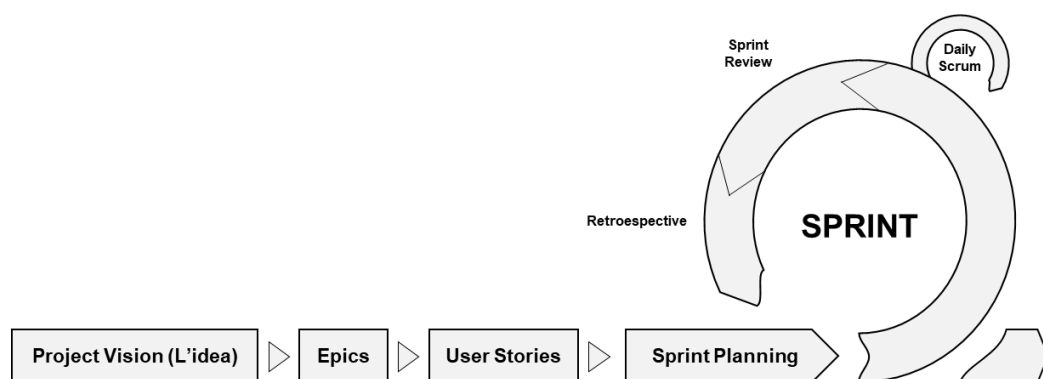 Sprint
Review
Daily
Scrum
Retroespective
SPRINT
Project Vision (L'idea)
Epics
User Stories
Sprint Planning